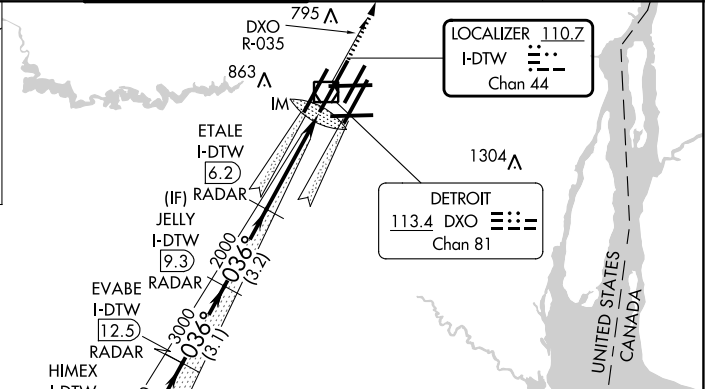 795
DXO
R-035
LOCALIZER 110.7
I-DTW
Chan 44
863
IM
ETALE
I-DTW
6.2
RADAR
1304
DETROIT
113.4 DXO
Chan 81
(IF)
JELLY
I-DTW
9.3
RADAR
2000
036°
(3.2)
EVABE
I-DTW
12.5
RADAR
3000
036°
(3.1)
HIMEX
I-DTW
UNITED STATES
CANADA